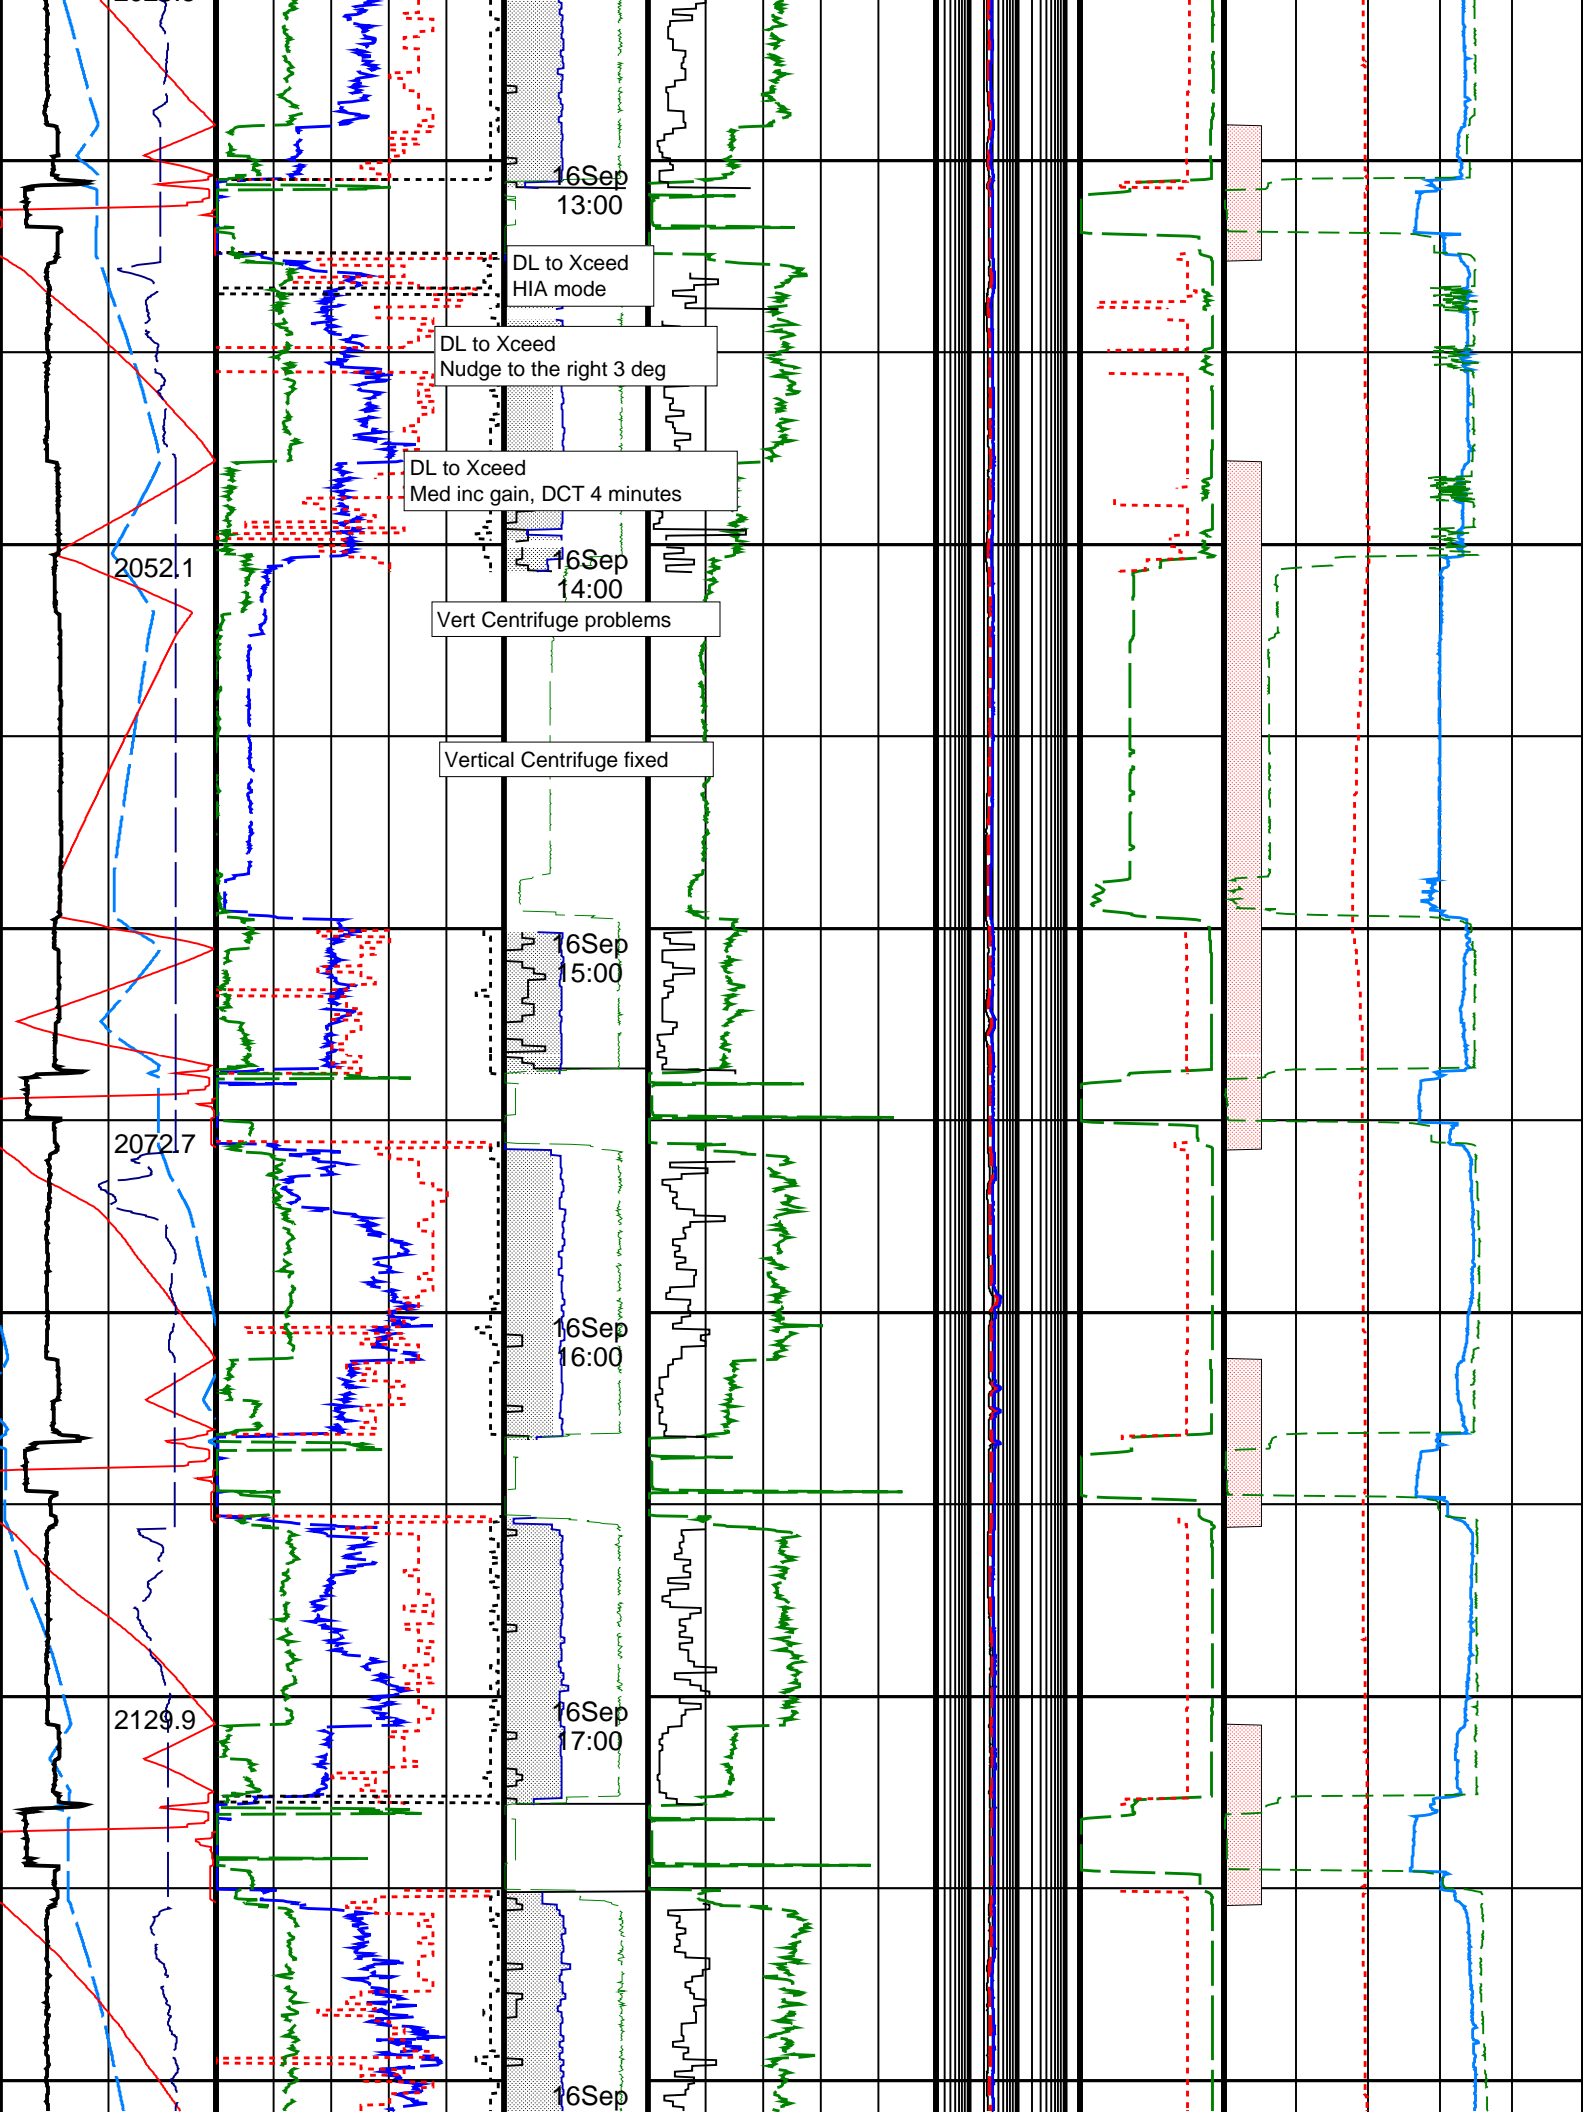 16Sep
13:00
DL to Xceed
HIA mode
DL to Xceed
Nudge to the right 3 deg
DL to Xceed
Med inc gain, DCT 4 minutes
16Sep
14:00
2052.1
Vert Centrifuge problems
Vertical Centrifuge fixed
16Sep
15:00
2072.7
16Sep
16:00
2129.9
16Sep
17:00
16Sep